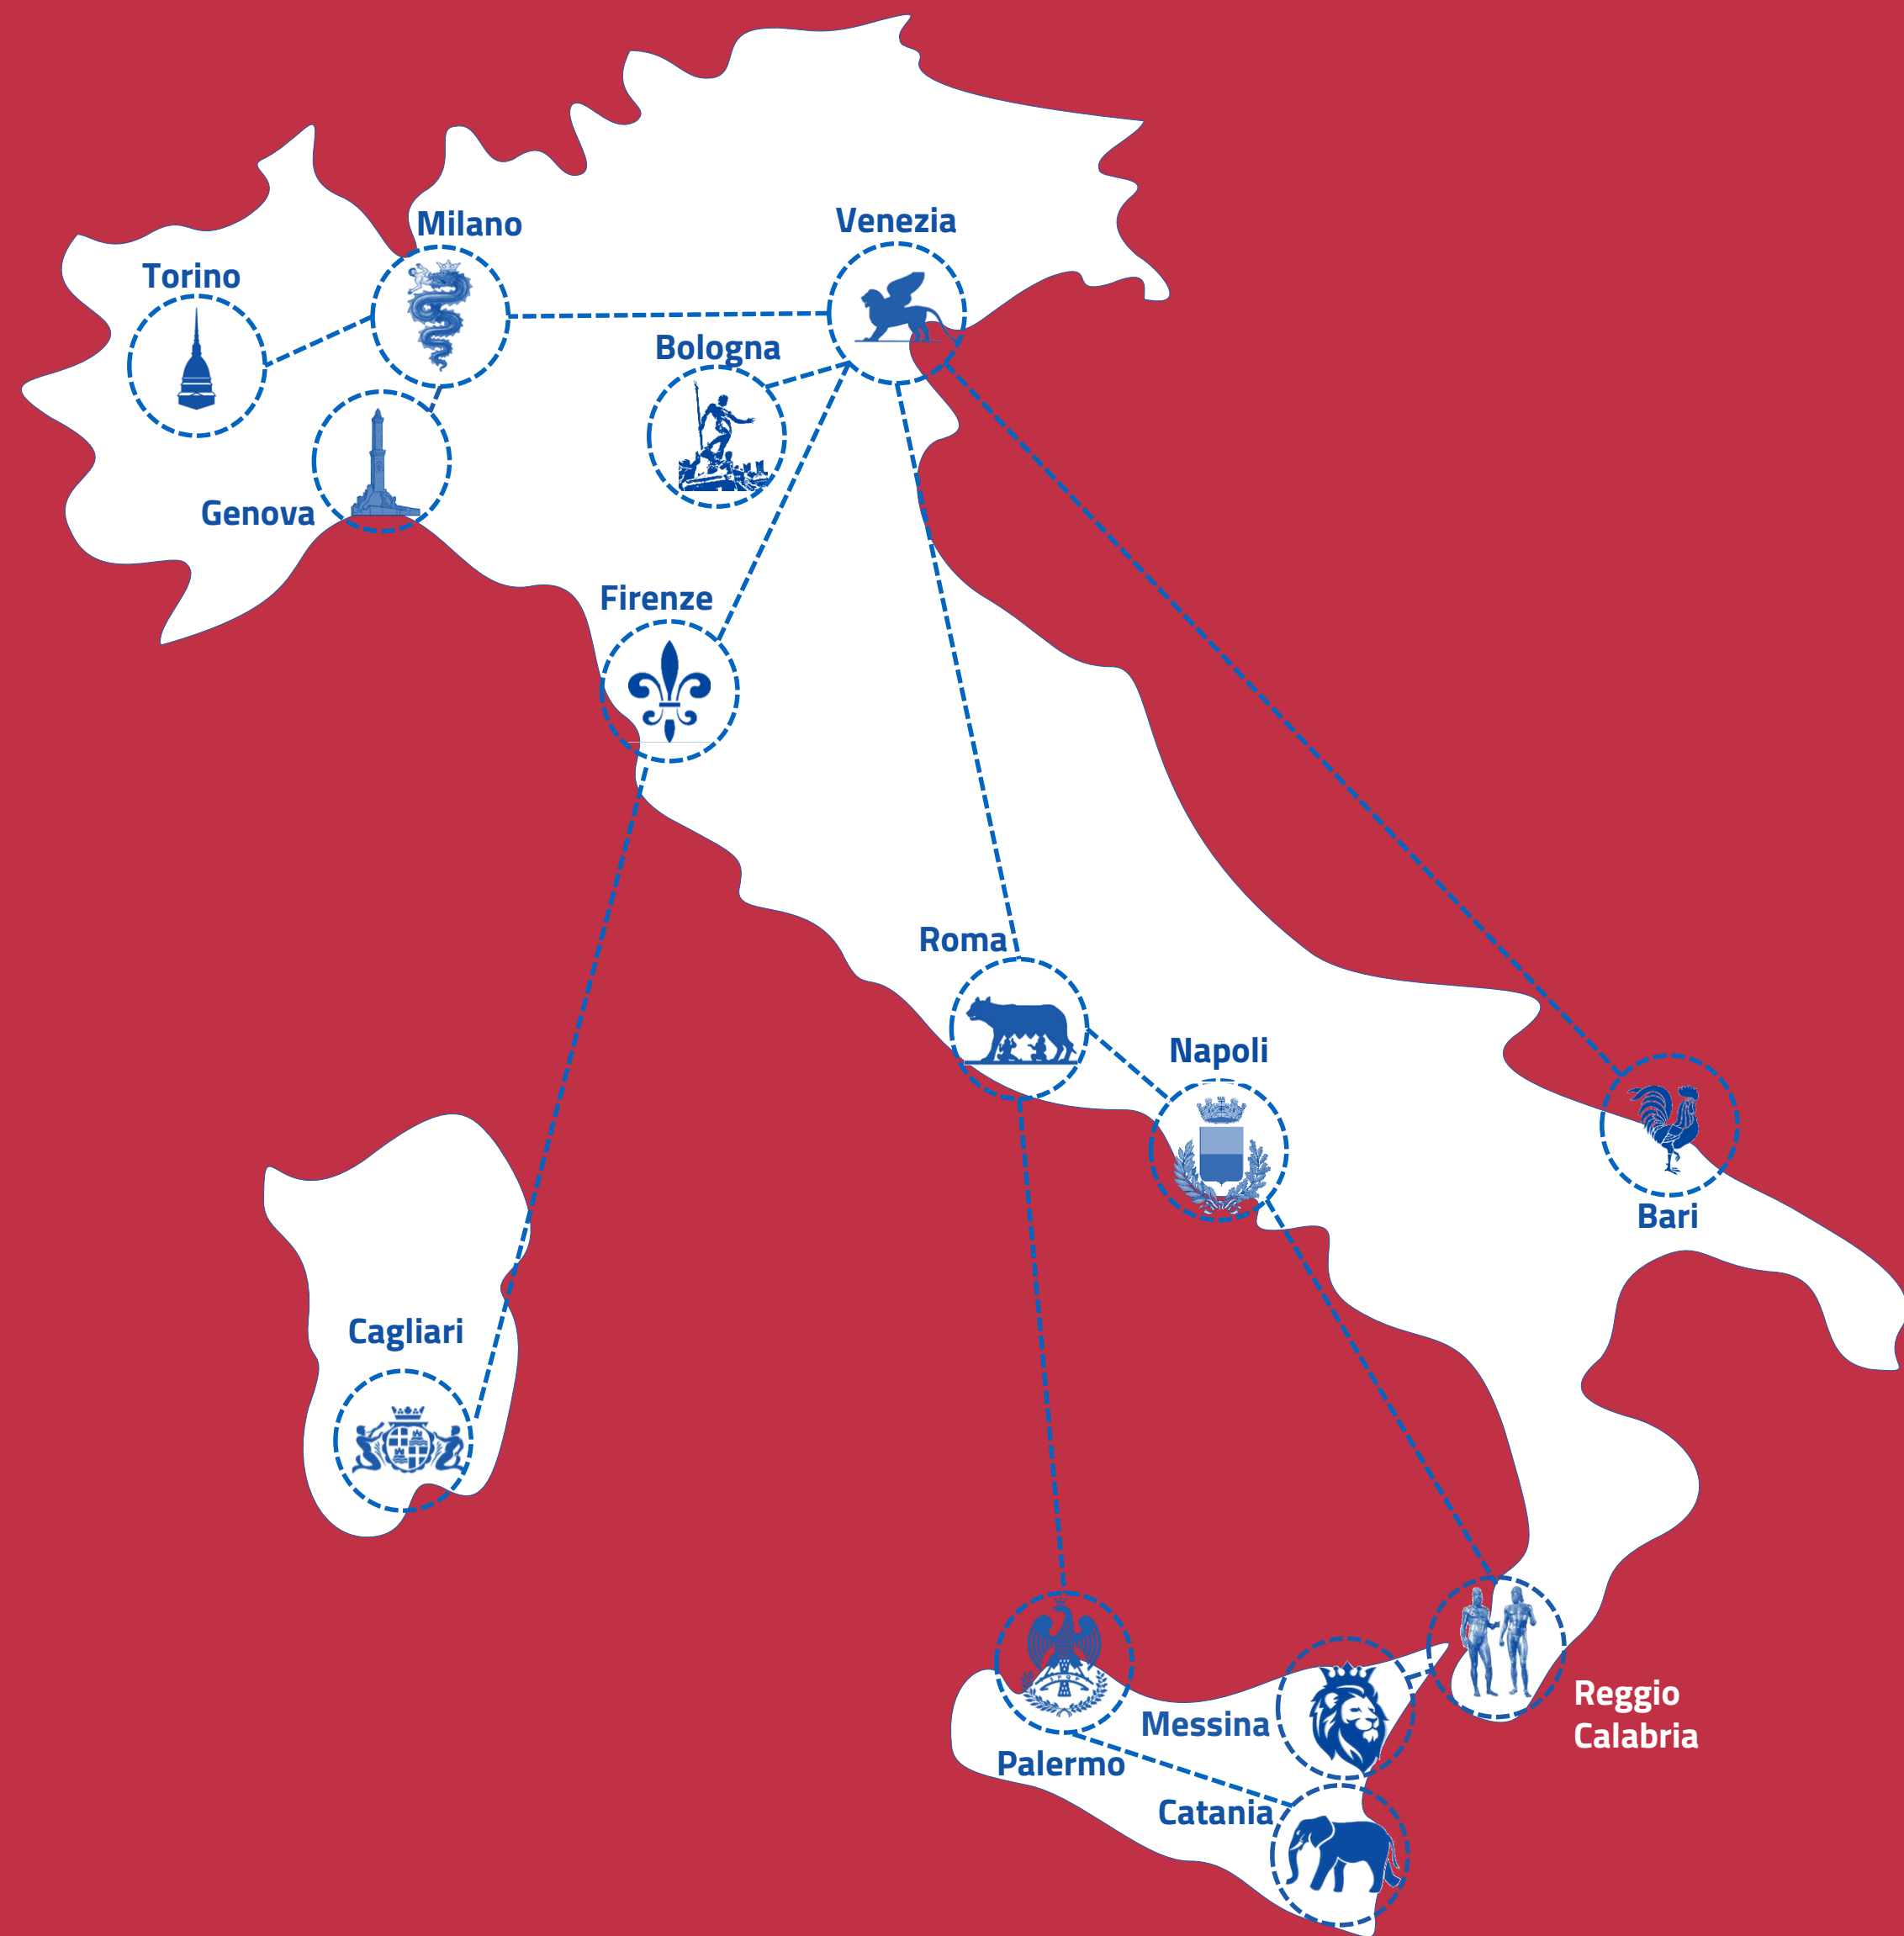 Milano
Venezia
Torino
Bologna
Genova
Firenze
Roma
Napoli
Bari
Cagliari
Reggio
Calabria
Messina
Palermo
Catania